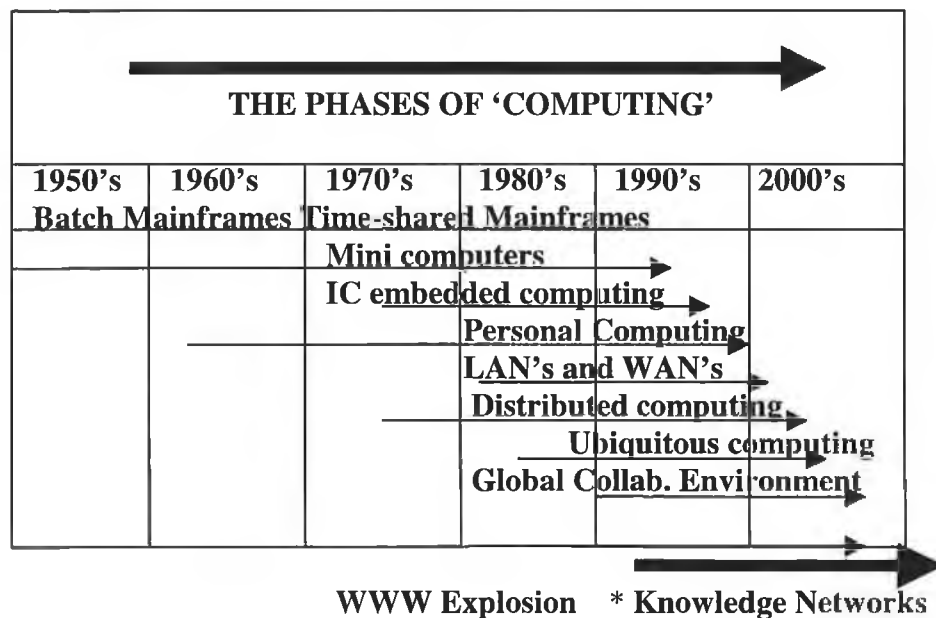 THE PHASES OF ‘COMPUTING’
1950's 1960's 1970's 1980's 1990's 2000's
Batch Mainframes Time-shared Mainframes
Mini computers
IC embedded computing
Personal Computing
LAN's and WAN's
Distributed computing
Ubiquitous computing
Global Collab. Environment
WWW Explosion * Knowledge Networks